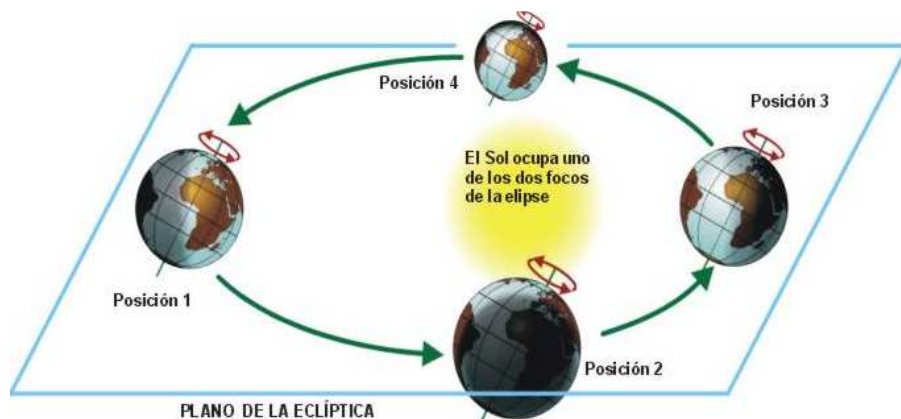 Posición 4
Posición 3
El Sol ocupa uno
de los dos focos
de la elipse
Posición 1
Posición 2
PLANO DE LA ECLÍPTICA